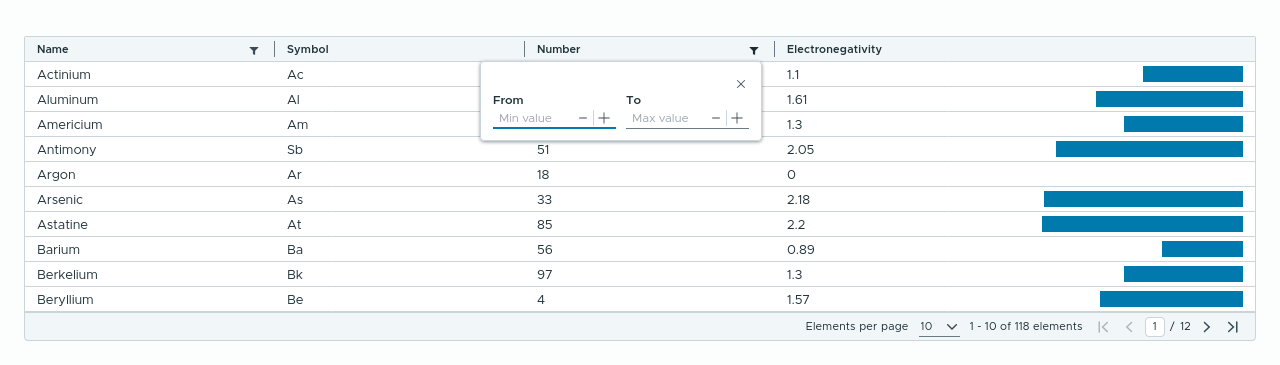 Name Symbol Number Electronegativity
Actinium Ac 1.1
Aluminum Al 1.61
Americium Am 1.3
From To
Min value Max value
Antimony Sb 51 2.05
Argon Ar 18 0
Arsenic As 33 2.18
Astatine At 85 2.2
Barium Ba 56 0.89
Berkelium Bk 97 1.3
Beryllium Be 4 1.57
Elements per page 10 1 - 10 of 118 elements 1 / 12